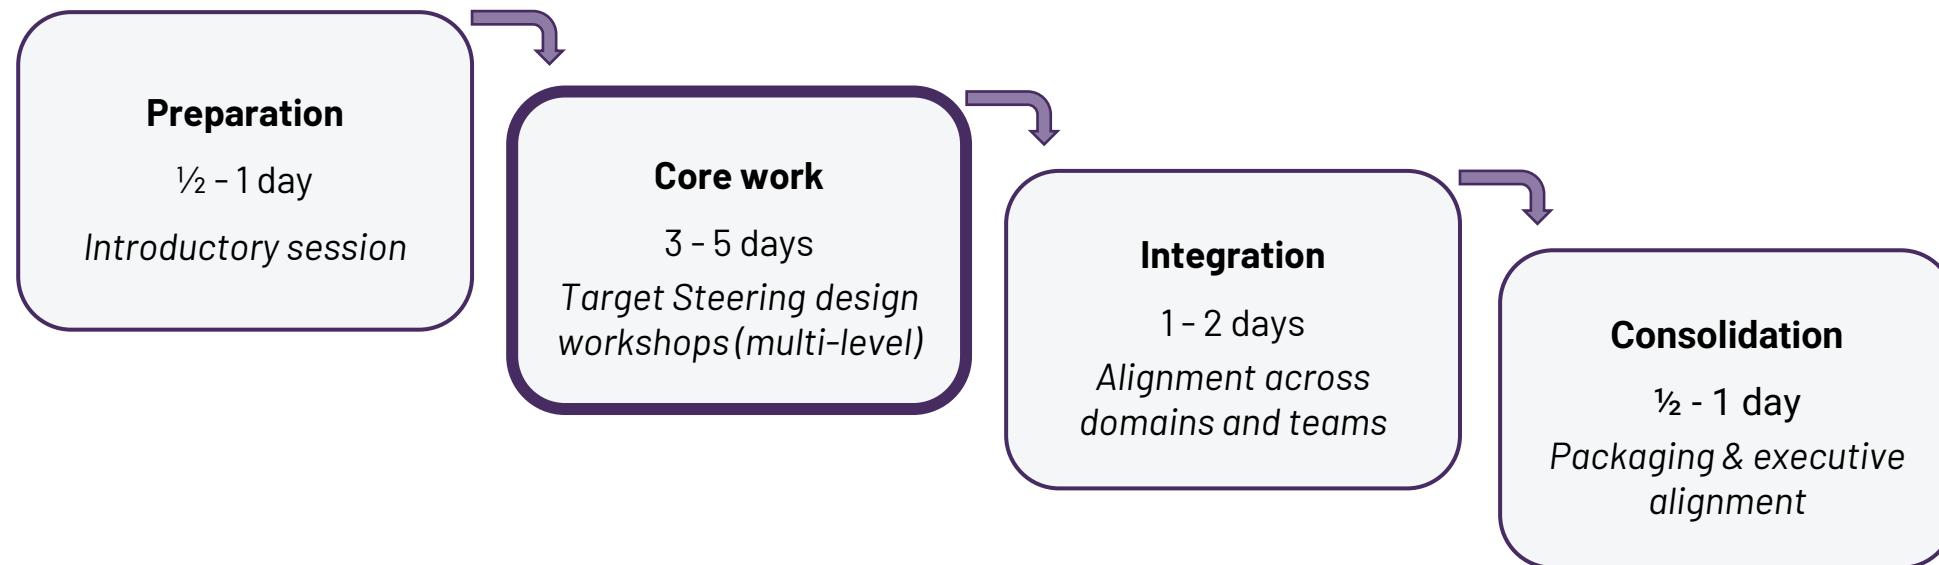 Preparation
½ - 1 day
Introductory session
Core work
3 - 5 days
Target Steering design
workshops (multi-level)
Integration
1 - 2 days
Alignment across
domains and teams
Consolidation
½ - 1 day
Packaging & executive
alignment